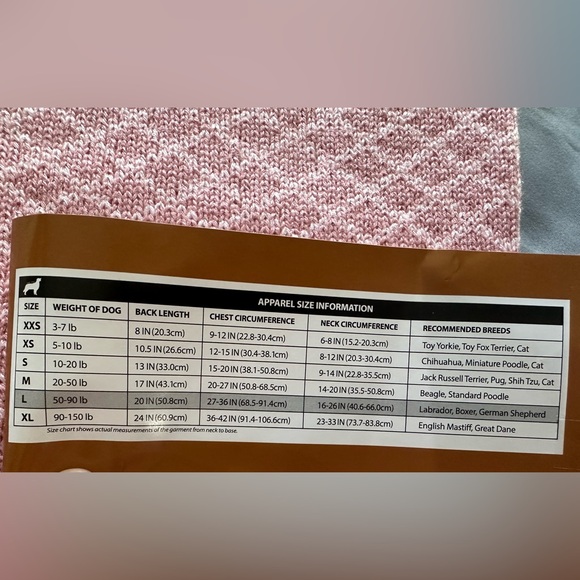 APPAREL SIZE INFORMATION
SIZE WEIGHT OF DOG BACK LENGTH CHEST CIRCUMFERENCE NECK CIRCUMFERENCE RECOMMENDED BREEDS
XXS 3-7 lb 8 IN (20.3cm) 9-12 IN (22.8-30.4cm) 6-8 IN (15.2-20.3cm) Toy Yorkie, Toy Fox Terrier, Cat
XS 5-10 lb 10.5 IN (26.6cm) 12-15 IN (30.4-38.1cm) 8-12 IN (20.3-30.4cm) Chihuahua, Miniature Poodle, Cat
S 10-20 lb 13 IN (33.0cm) 15-20 IN (38.1-50.8cm) 9-14 IN (22.8-35.5cm) Jack Russell Terrier, Pug, Shih Tzu, Cat
M 20-50 lb 17 IN (43.1cm) 20-27 IN (50.8-68.5cm) 14-20 IN (35.5-50.8cm) Beagle, Standard Poodle
L 50-90 lb 20 IN (50.8cm) 27-36 IN (68.5-91.4cm) 16-26 IN (40.6-66.0cm) Labrador, Boxer, German Shepherd
XL 90-150 lb 24 IN (60.9cm) 36-42 IN (91.4-106.6cm) 23-33 IN (73.7-83.8cm) English Mastiff, Great Dane
Size chart shows actual measurements of the garment from neck to base.